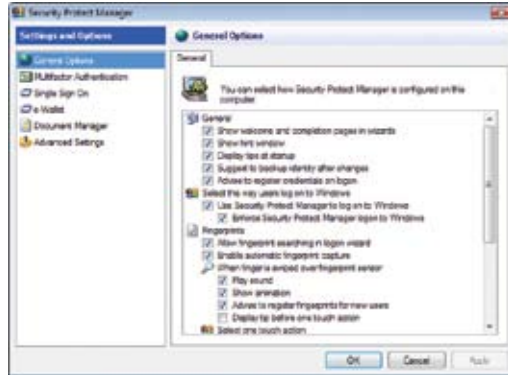 Security Protect Manager
Settings and Options
General Options
Multifactor Authentication
Single Sign On
e-Wallet
Document Manager
Advanced Settings
General Options
General
You can select how Security Protect Manager is configured on this
computer.
General
Show welcome and completion pages in wizards
Show hint window
Display tips at startup
Suggest to backup identity after changes
Advise to register credentials on logon
Select the way users log on to Windows
Use Security Protect Manager to log on to Windows
Enforce Security Protect Manager logon to Windows
Fingerprints
Allow fingerprint searching in logon wizard
Enable automatic fingerprint capture
When finger is swiped over fingerprint sensor
Play sound
Show animation
Advise to register fingerprints for new users
Display tip before one touch action
Select one touch action
OK
Cancel
Apply